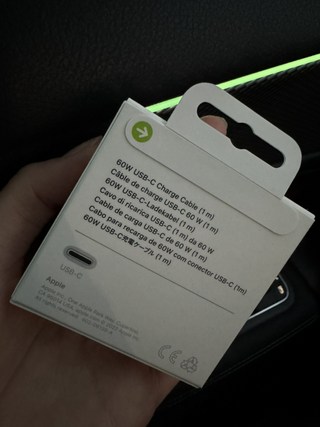 60W USB-C Charge Cable (1 m)
Câble de charge USB-C 60 W (1 m)
60W USB-C-Ladekabel (1 m)
Cavo di ricarica USB-C (1 m) da 60 W
Cable de carga USB-C de 60 W (1 m)
Cabo para recarga de 60W com conector USB-C (1m)
60W USB-C充電ケーブル (1 m)
USB-C
Apple
CE